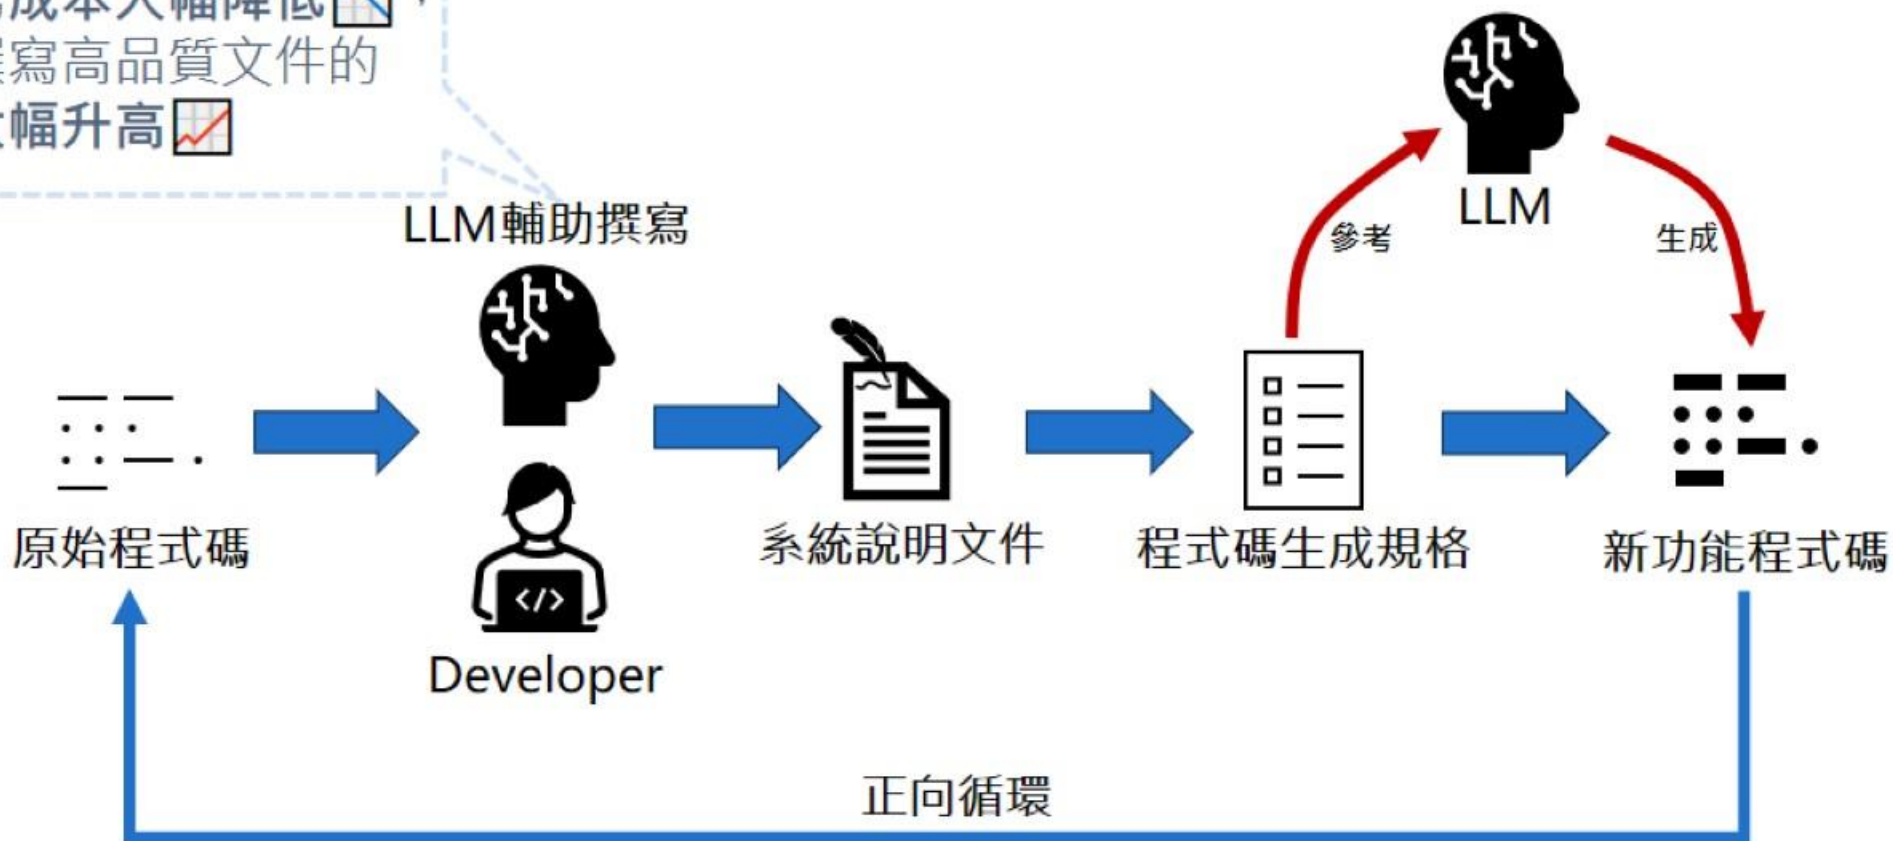 成本大幅降低📉，
寫高品質文件的
幅升高📈
LLM輔助撰寫
LLM
參考
生成
</>
原始程式碼
系統說明文件
程式碼生成規格
新功能程式碼
Developer
正向循環